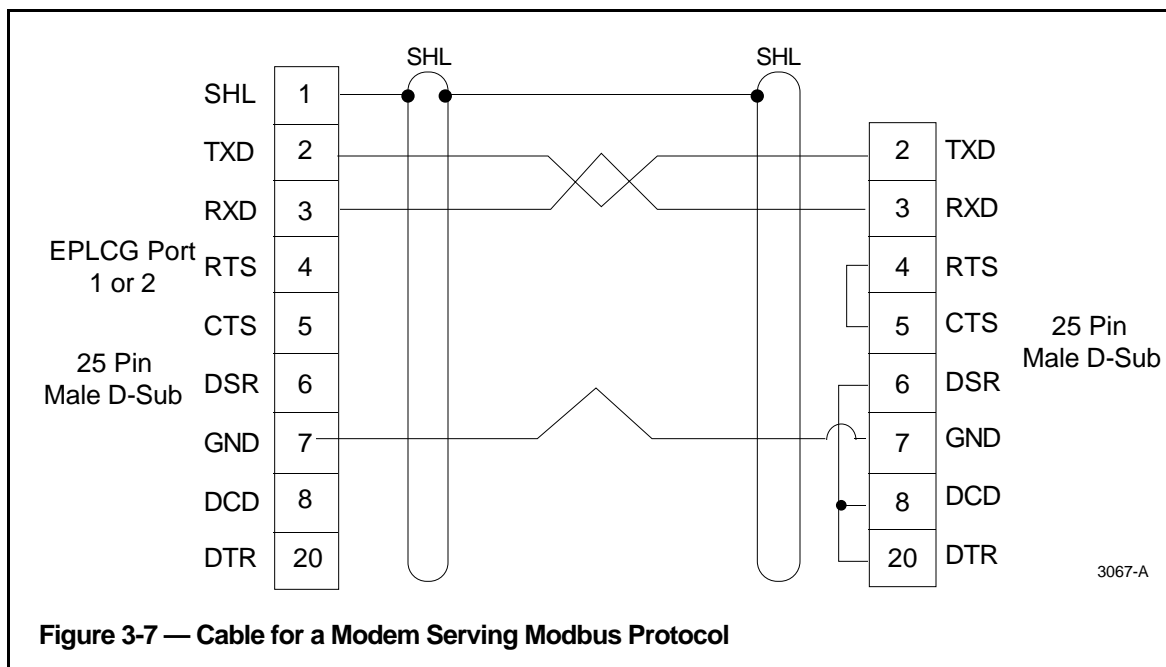 SHL SHL
SHL 1
TXD 2 2 TXD
RXD 3 3 RXD
EPLCG Port
1 or 2
RTS 4 4 RTS
CTS 5 5 CTS
25 Pin
Male D-Sub
25 Pin
Male D-Sub
DSR 6 6 DSR
GND 7 7 GND
DCD 8 8 DCD
DTR 20 20 DTR
3067-A
Figure 3-7 — Cable for a Modem Serving Modbus Protocol